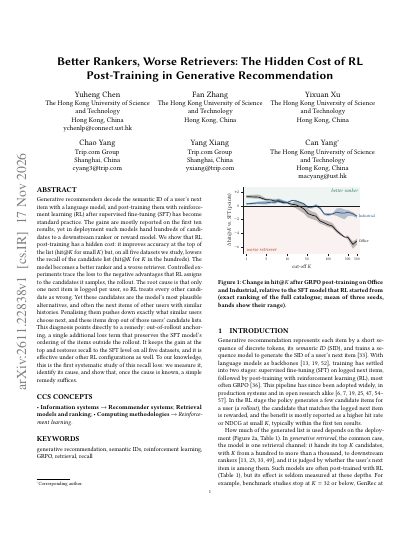 Better Rankers, Worse Retrievers: The Hidden Cost of RL
Post-Training in Generative Recommendation
Yuheng Chen
The Hong Kong University of Science
and Technology
Hong Kong, China
ychenlp@connect.ust.hk
Fan Zhang
The Hong Kong University of Science
and Technology
Hong Kong, China
Yixuan Xu
The Hong Kong University of Science
and Technology
Hong Kong, China
Chao Yang
Trip.com Group
Shanghai, China
cyang3@trip.com
Yang Xiang
Trip.com Group
Shanghai, China
yxiang@trip.com
Can Yang*
The Hong Kong University of Science
and Technology
Hong Kong, China
macyang@ust.hk
arXiv:2611.22838v1 [cs.IR] 17 Nov 2026
ABSTRACT
Generative recommenders decode the semantic ID of a user's next
item with a language model, and post-training them with reinforce-
ment learning (RL) after supervised fine-tuning (SFT) has become
standard practice. The gains are mostly reported on the first ten
results, yet in deployment such models hand hundreds of candi-
dates to a downstream ranker or reward model. We show that RL
post-training has a hidden cost: it improves accuracy at the top of
the list (hit@K for small K) but, on all five datasets we study, lowers
the recall of the candidate list (hit@K for K in the hundreds). The
model becomes a better ranker and a worse retriever. Controlled ex-
periments trace the loss to the negative advantages that RL assigns
to the candidates it samples, the rollout. The root cause is that only
one next item is logged per user, so RL treats every other candi-
date as wrong. Yet these candidates are the model's most plausible
alternatives, and often the next items of other users with similar
histories. Penalising them pushes down exactly what similar users
choose next, and these items drop out of those users' candidate lists.
This diagnosis points directly to a remedy: out-of-rollout anchor-
ing, a single additional loss term that preserves the SFT model's
ordering of the items outside the rollout. It keeps the gain at the
top and restores recall to the SFT level on all five datasets, and it is
effective under other RL configurations as well. To our knowledge,
this is the first systematic study of this recall loss: we measure it,
identify its cause, and show that, once the cause is known, a simple
remedy suffices.
CCS CONCEPTS
• Information systems → Recommender systems; Retrieval
models and ranking; • Computing methodologies → Reinforce-
ment learning.
KEYWORDS
generative recommendation, semantic IDs, reinforcement learning,
GRPO, retrieval, recall
*Corresponding author.
better ranker
Industrial
Office
worse retriever
cut-off K
Figure 1: Change in hit@K after GRPO post-training on Office
and Industrial, relative to the SFT model that RL started from
(exact ranking of the full catalogue; mean of three seeds,
bands show their range).
1 INTRODUCTION
Generative recommendation represents each item by a short se-
quence of discrete tokens, its semantic ID (SID), and trains a se-
quence model to generate the SID of a user's next item [33]. With
language models as backbones
into two stages: supervised fine-tuning (SFT) on logged next items,
followed by post-training with reinforcement learning (RL), most
often GRPO [36]. This pipeline has since been adopted widely, in
production systems and in open research alike
In the RL stage the policy generates a few candidate items for
the user (a rollout), the candidate that matches the logged next item
is rewarded, and the benefit is mostly reported as a higher hit rate
or NDCG at small K, typically within the first ten results.
How much of the generated list is used depends on the deploy-
ment (Figure 2a, Table 1). In generative retrieval, the common case,
the model is one retrieval channel: it hands its top K candidates,
with K from a hundred to more than a thousand, to downstream
rankers and it is judged by whether the user's next
item is among them. Such models are often post-trained with RL
(Table 1), but its effect is seldom measured at these depths. For
example, benchmark studies stop at K = 32 or below, GenRec at
1